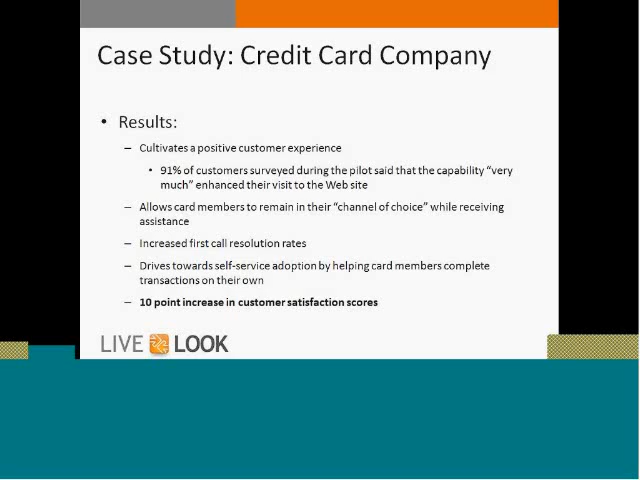 Case Study: Credit Card Company
• Results:
– Cultivates a positive customer experience
• 91% of customers surveyed during the pilot said that the capability “very
much” enhanced their visit to the Web site
– Allows card members to remain in their “channel of choice” while receiving
assistance
– Increased first call resolution rates
– Drives towards self-service adoption by helping card members complete
transactions on their own
– 10 point increase in customer satisfaction scores
LIVE LOOK